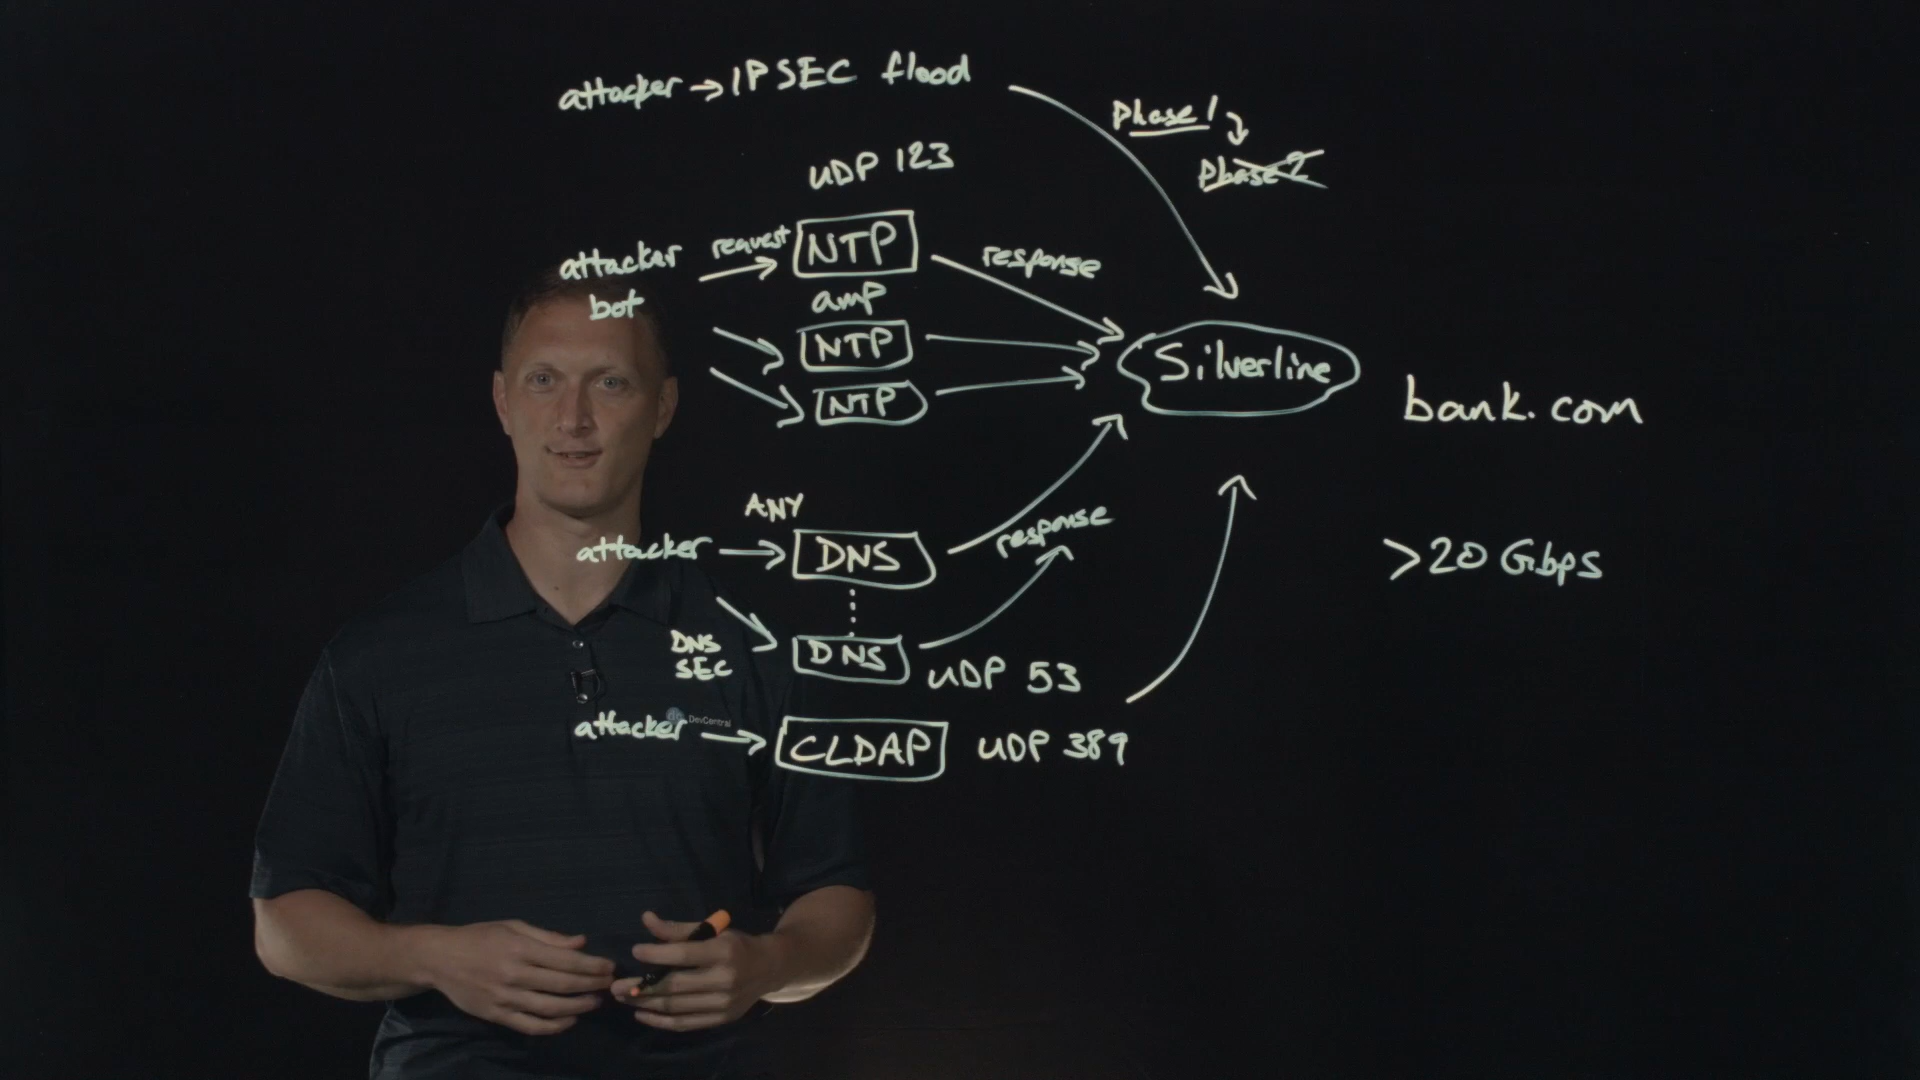 attacker → IPSEC flood
Phase 1
Phase 2
UDP 123
attacker
bot
request
NTP
response
amp
NTP
NTP
Silverline
bank.com
ANY
attacker
DNS
response
>20 Gbps
DNS
SEC
DNS
UDP 53
attacker
DevCentral
CLDAP
UDP 389